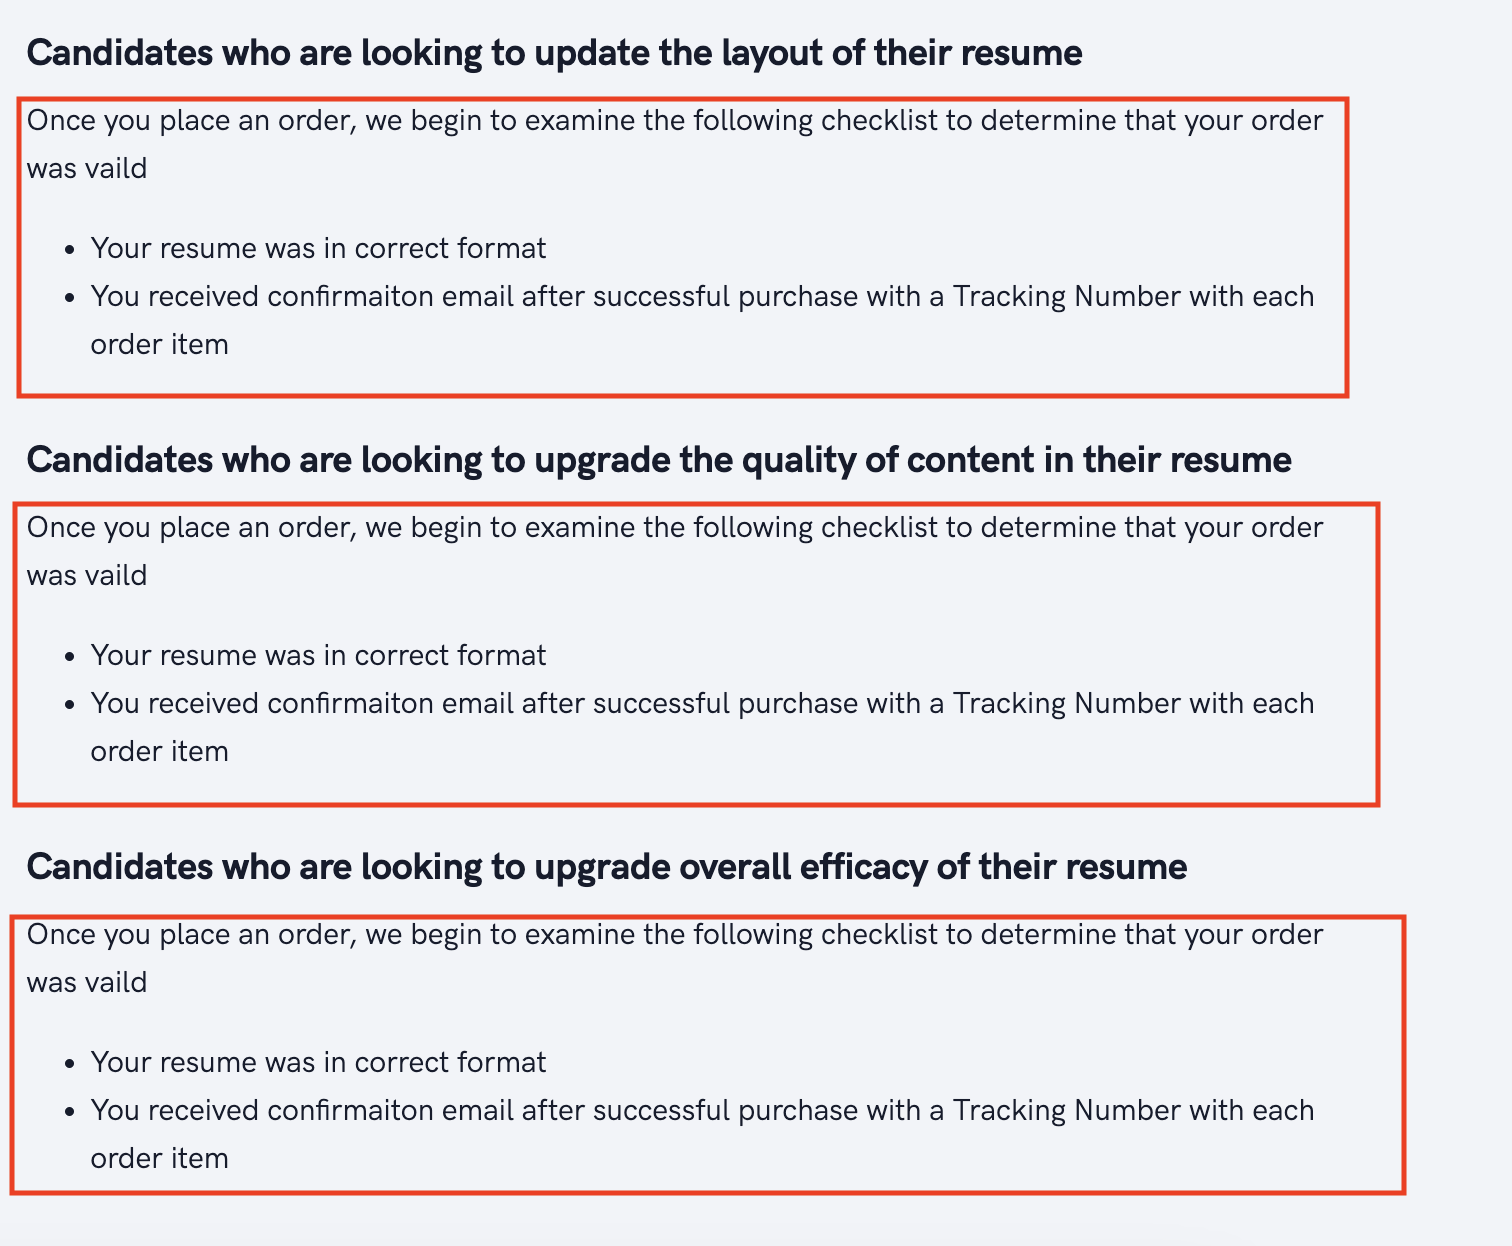 Candidates who are looking to update the layout of their resume
Once you place an order, we begin to examine the following checklist to determine that your order
was vaild
• Your resume was in correct format
• You received confirmaiton email after successful purchase with a Tracking Number with each
order item
Candidates who are looking to upgrade the quality of content in their resume
Once you place an order, we begin to examine the following checklist to determine that your order
was vaild
• Your resume was in correct format
• You received confirmaiton email after successful purchase with a Tracking Number with each
order item
Candidates who are looking to upgrade overall efficacy of their resume
Once you place an order, we begin to examine the following checklist to determine that your order
was vaild
• Your resume was in correct format
• You received confirmaiton email after successful purchase with a Tracking Number with each
order item